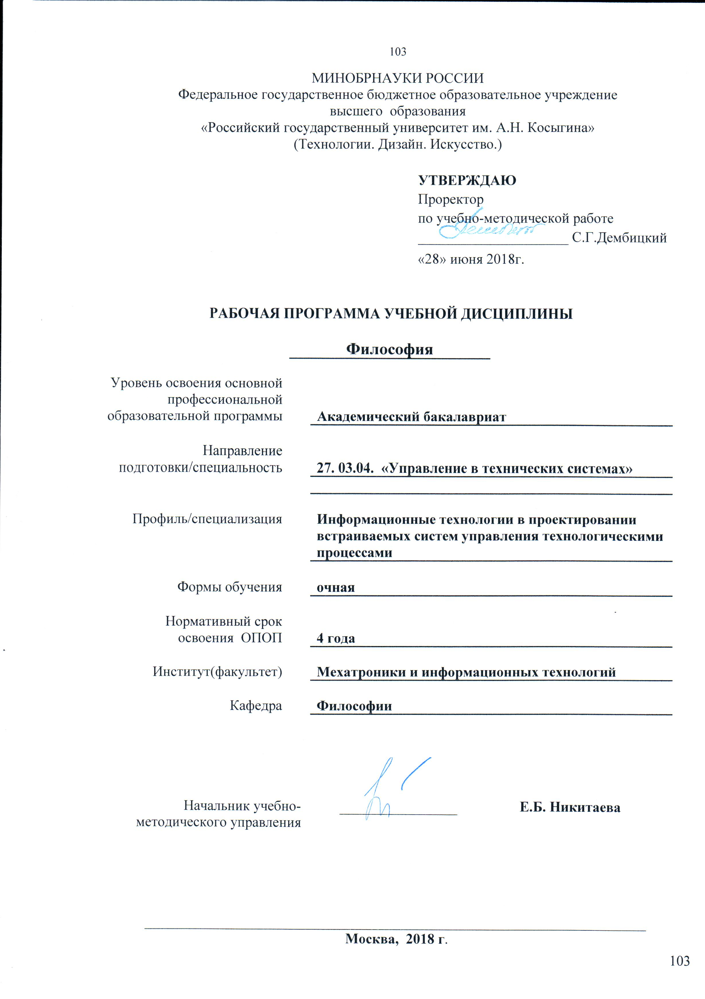 103
МИНОБРНАУКИ РОССИИ
Федеральное государственное бюджетное образовательное учреждение
высшего образования
«Российский государственный университет им. А.Н. Косыгина»
(Технологии. Дизайн. Искусство.)
УТВЕРЖДАЮ
Проректор
по учебно-методической работе
С.Г.Дембицкий
«28» июня 2018г.
РАБОЧАЯ ПРОГРАММА УЧЕБНОЙ ДИСЦИПЛИНЫ
Философия
Уровень освоения основной
профессиональной
образовательной программы Академический бакалавриат
Направление
подготовки/специальность 27. 03.04. «Управление в технических системах»
Профиль/специализация Информационные технологии в проектировании
встраиваемых систем управления технологическими
процессами
Формы обучения очная
Нормативный срок
освоения ОПОП 4 года
Институт(факультет) Мехатроники и информационных технологий
Кафедра Философии
Начальник учебно-
методического управления Е.Б. Никитаева
Москва, 2018 г.
103